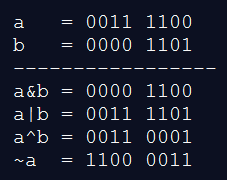 a   = 0011 1100
b   = 0000 1101
-----------------
a&b = 0000 1100
a|b = 0011 1101
a^b = 0011 0001
~a  = 1100 0011